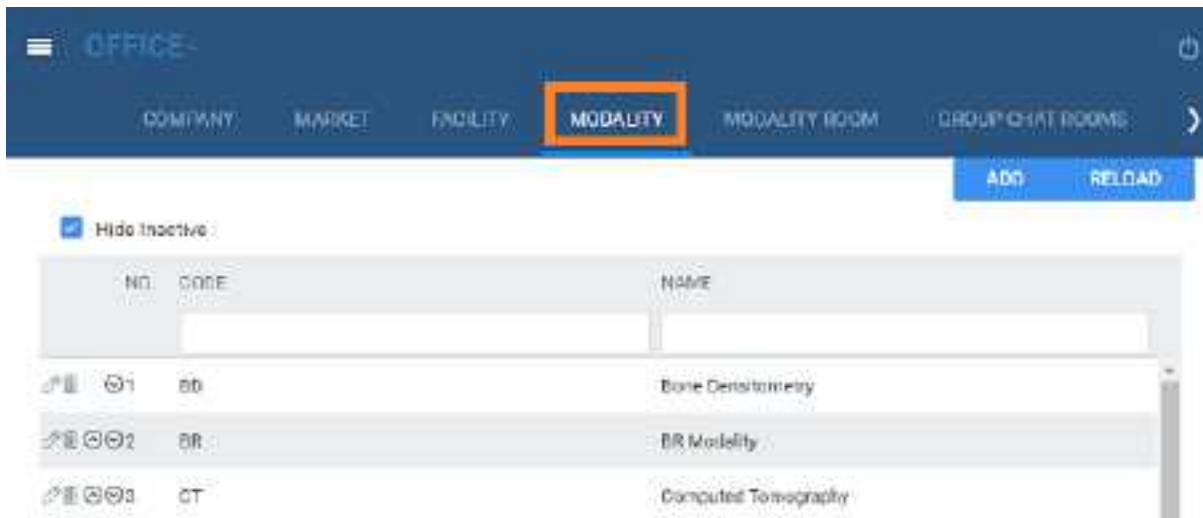 OFFICE-
COMPANY MARKET FACILITY MODALITY MODALITY ROOM GROUP CHAT ROOMS
ADD RELOAD
Hide Inactive
NO. CODE NAME
1 BD Bone Densitometry
2 BR BR Modality
3 CT Computed Tomography